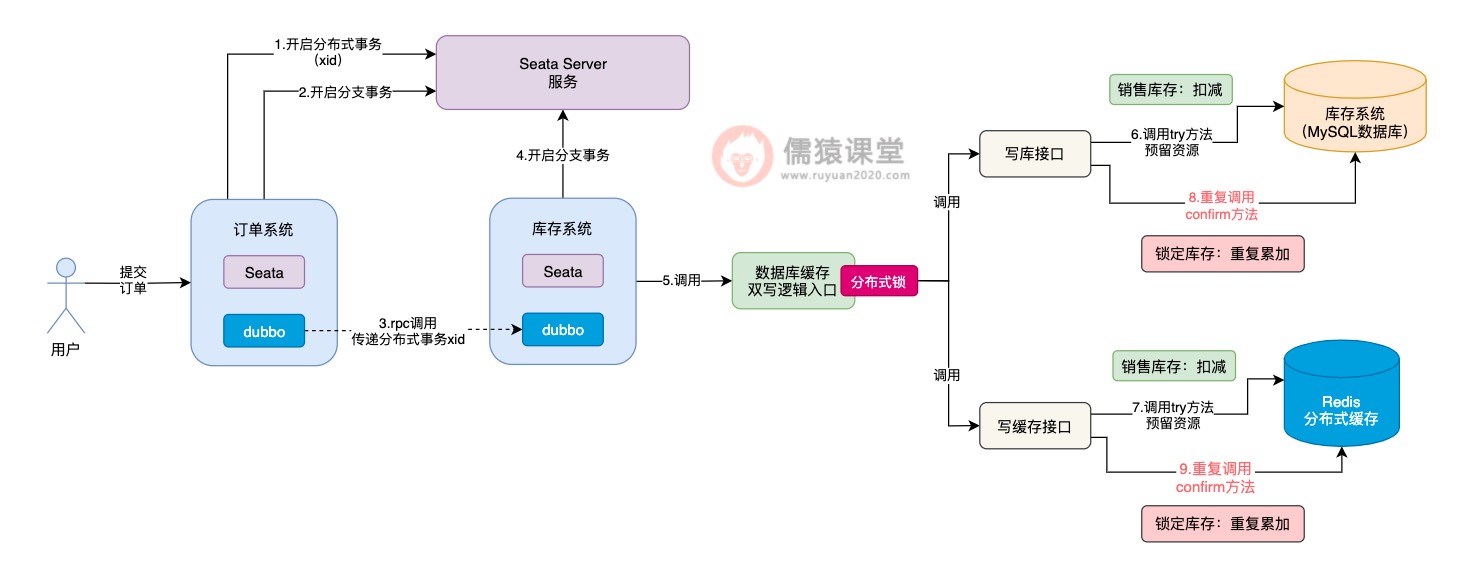 1.开启分布式事务
（xid）
2.开启分支事务
Seata Server
服务
4.开启分支事务
儒猿课堂
www.ruyuan2020.com
用户
提交
订单
订单系统
Seata
dubbo
3.rpc调用
传递分布式事务xid
库存系统
Seata
dubbo
5.调用
数据库缓存
双写逻辑入口
分布式锁
调用
调用
写库接口
销售库存：扣减
6.调用try方法
预留资源
8.重复调用
confirm方法
锁定库存：重复累加
库存系统
（MySQL数据库）
写缓存接口
销售库存：扣减
7.调用try方法
预留资源
9.重复调用
confirm方法
锁定库存：重复累加
Redis
分布式缓存